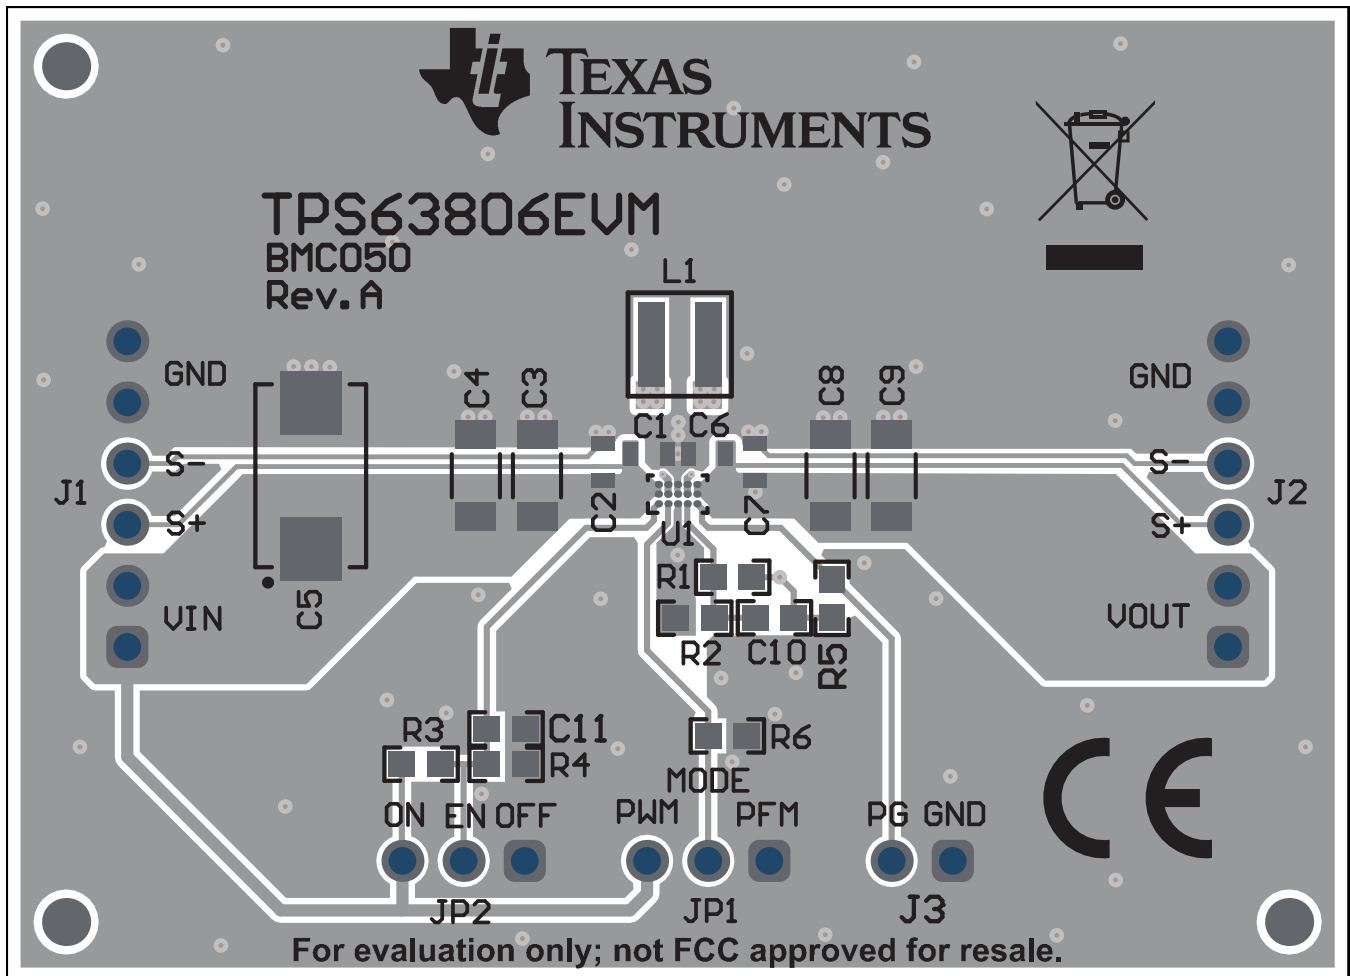 TEXAS
INSTRUMENTS
TPS63806EVM
BMC050
Rev. A
L1
GND
GND
C4
C3
C1
C6
C8
C9
S-
S-
J1
J2
S+
S+
C2
U1
C7
C5
VIN
R1
VOUT
R2
C10
R5
R3
C11
R6
R4
MODE
ON
EN
OFF
PWM
PFM
PG
GND
JP2
JP1
J3
CE
For evaluation only; not FCC approved for resale.